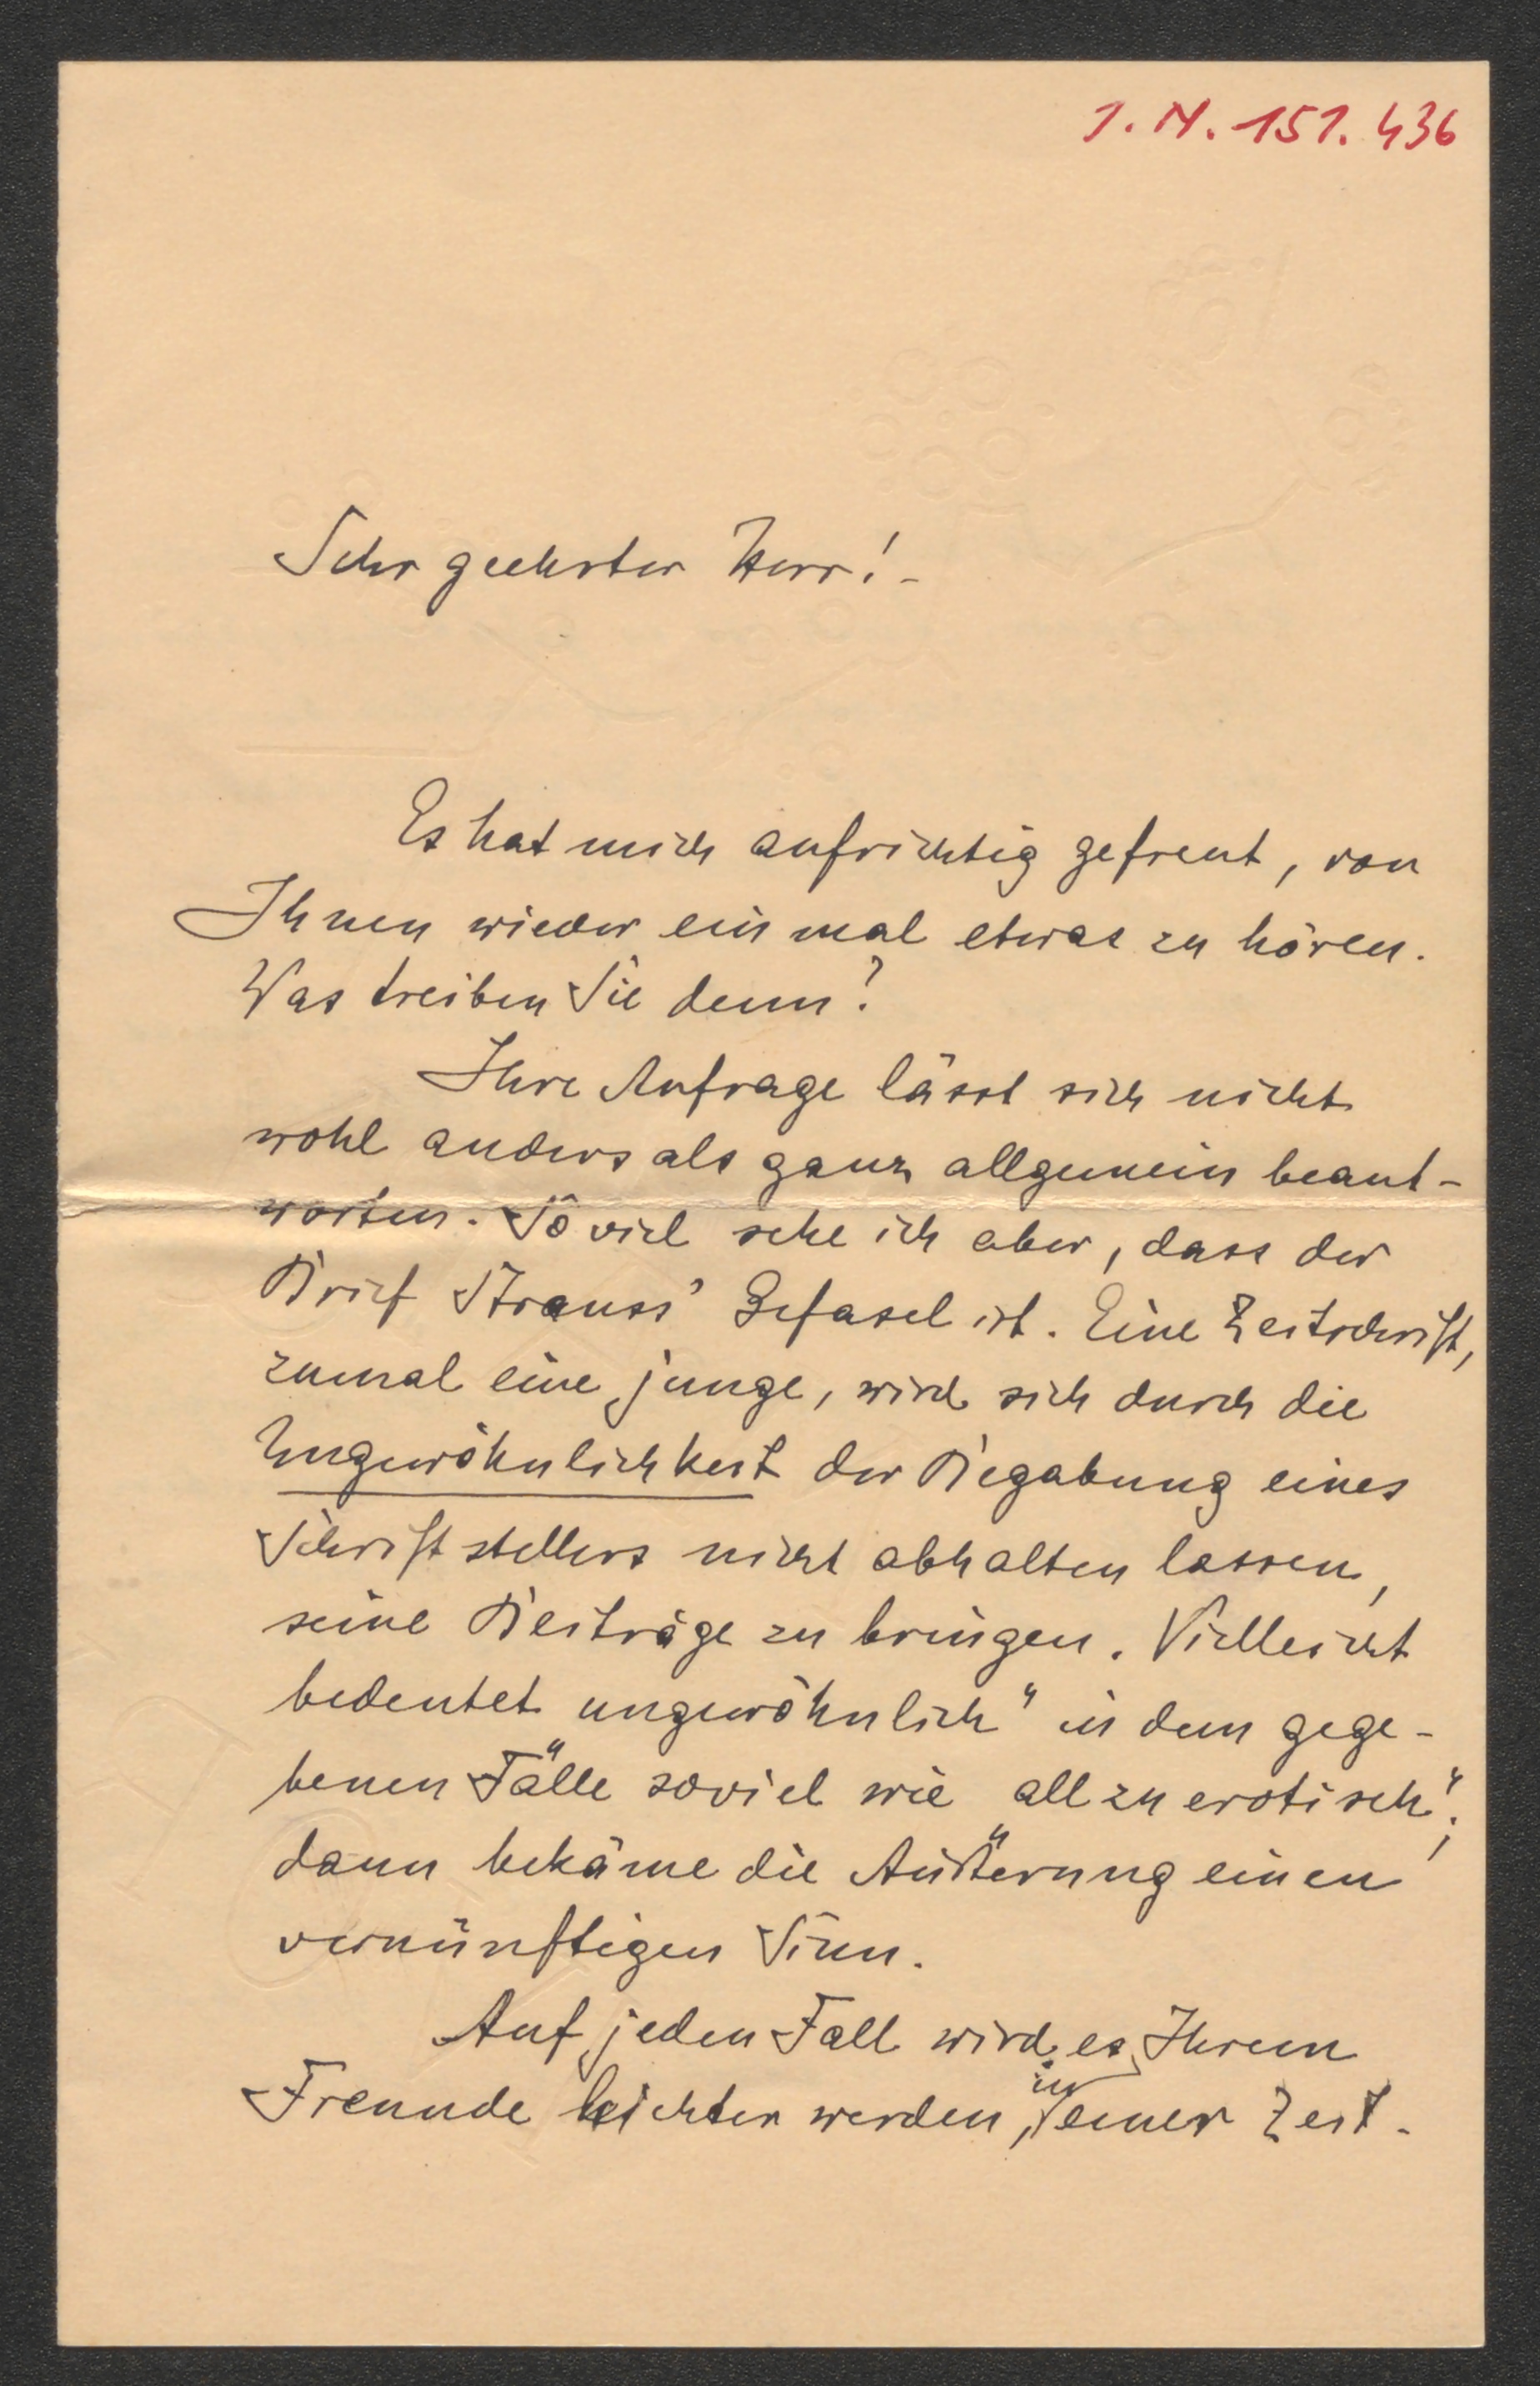 I.N. 151.436
Sehr geehrter Herr! -
Es hat mich aufrichtig gefreut, von
Ihnen wieder einmal etwas zu hören.
Was treiben Sie denn?
Ihre Anfrage lässt sich nicht
wohl anders als ganz allgemein beant-
worten. So viel sehe ich aber, dass der
Brief Strauss' Gefasel ist. Eine Zeitschrift,
zumal eine junge, wird sich durch die
Ungewöhnlichkeit der Begabung eines
Schriftstellers nicht abhalten lassen,
seine Beiträge zu bringen. Vielleicht
bedeutet ungewöhnlich" in dem gege-
benen Fälle soviel wie "allzu erotisch";
dann bekäme die Äußerung einen
vernünftigen Sinn.
Auf jeden Fall wird es Ihrem
Freunde leichter werden, in einer Zeit-